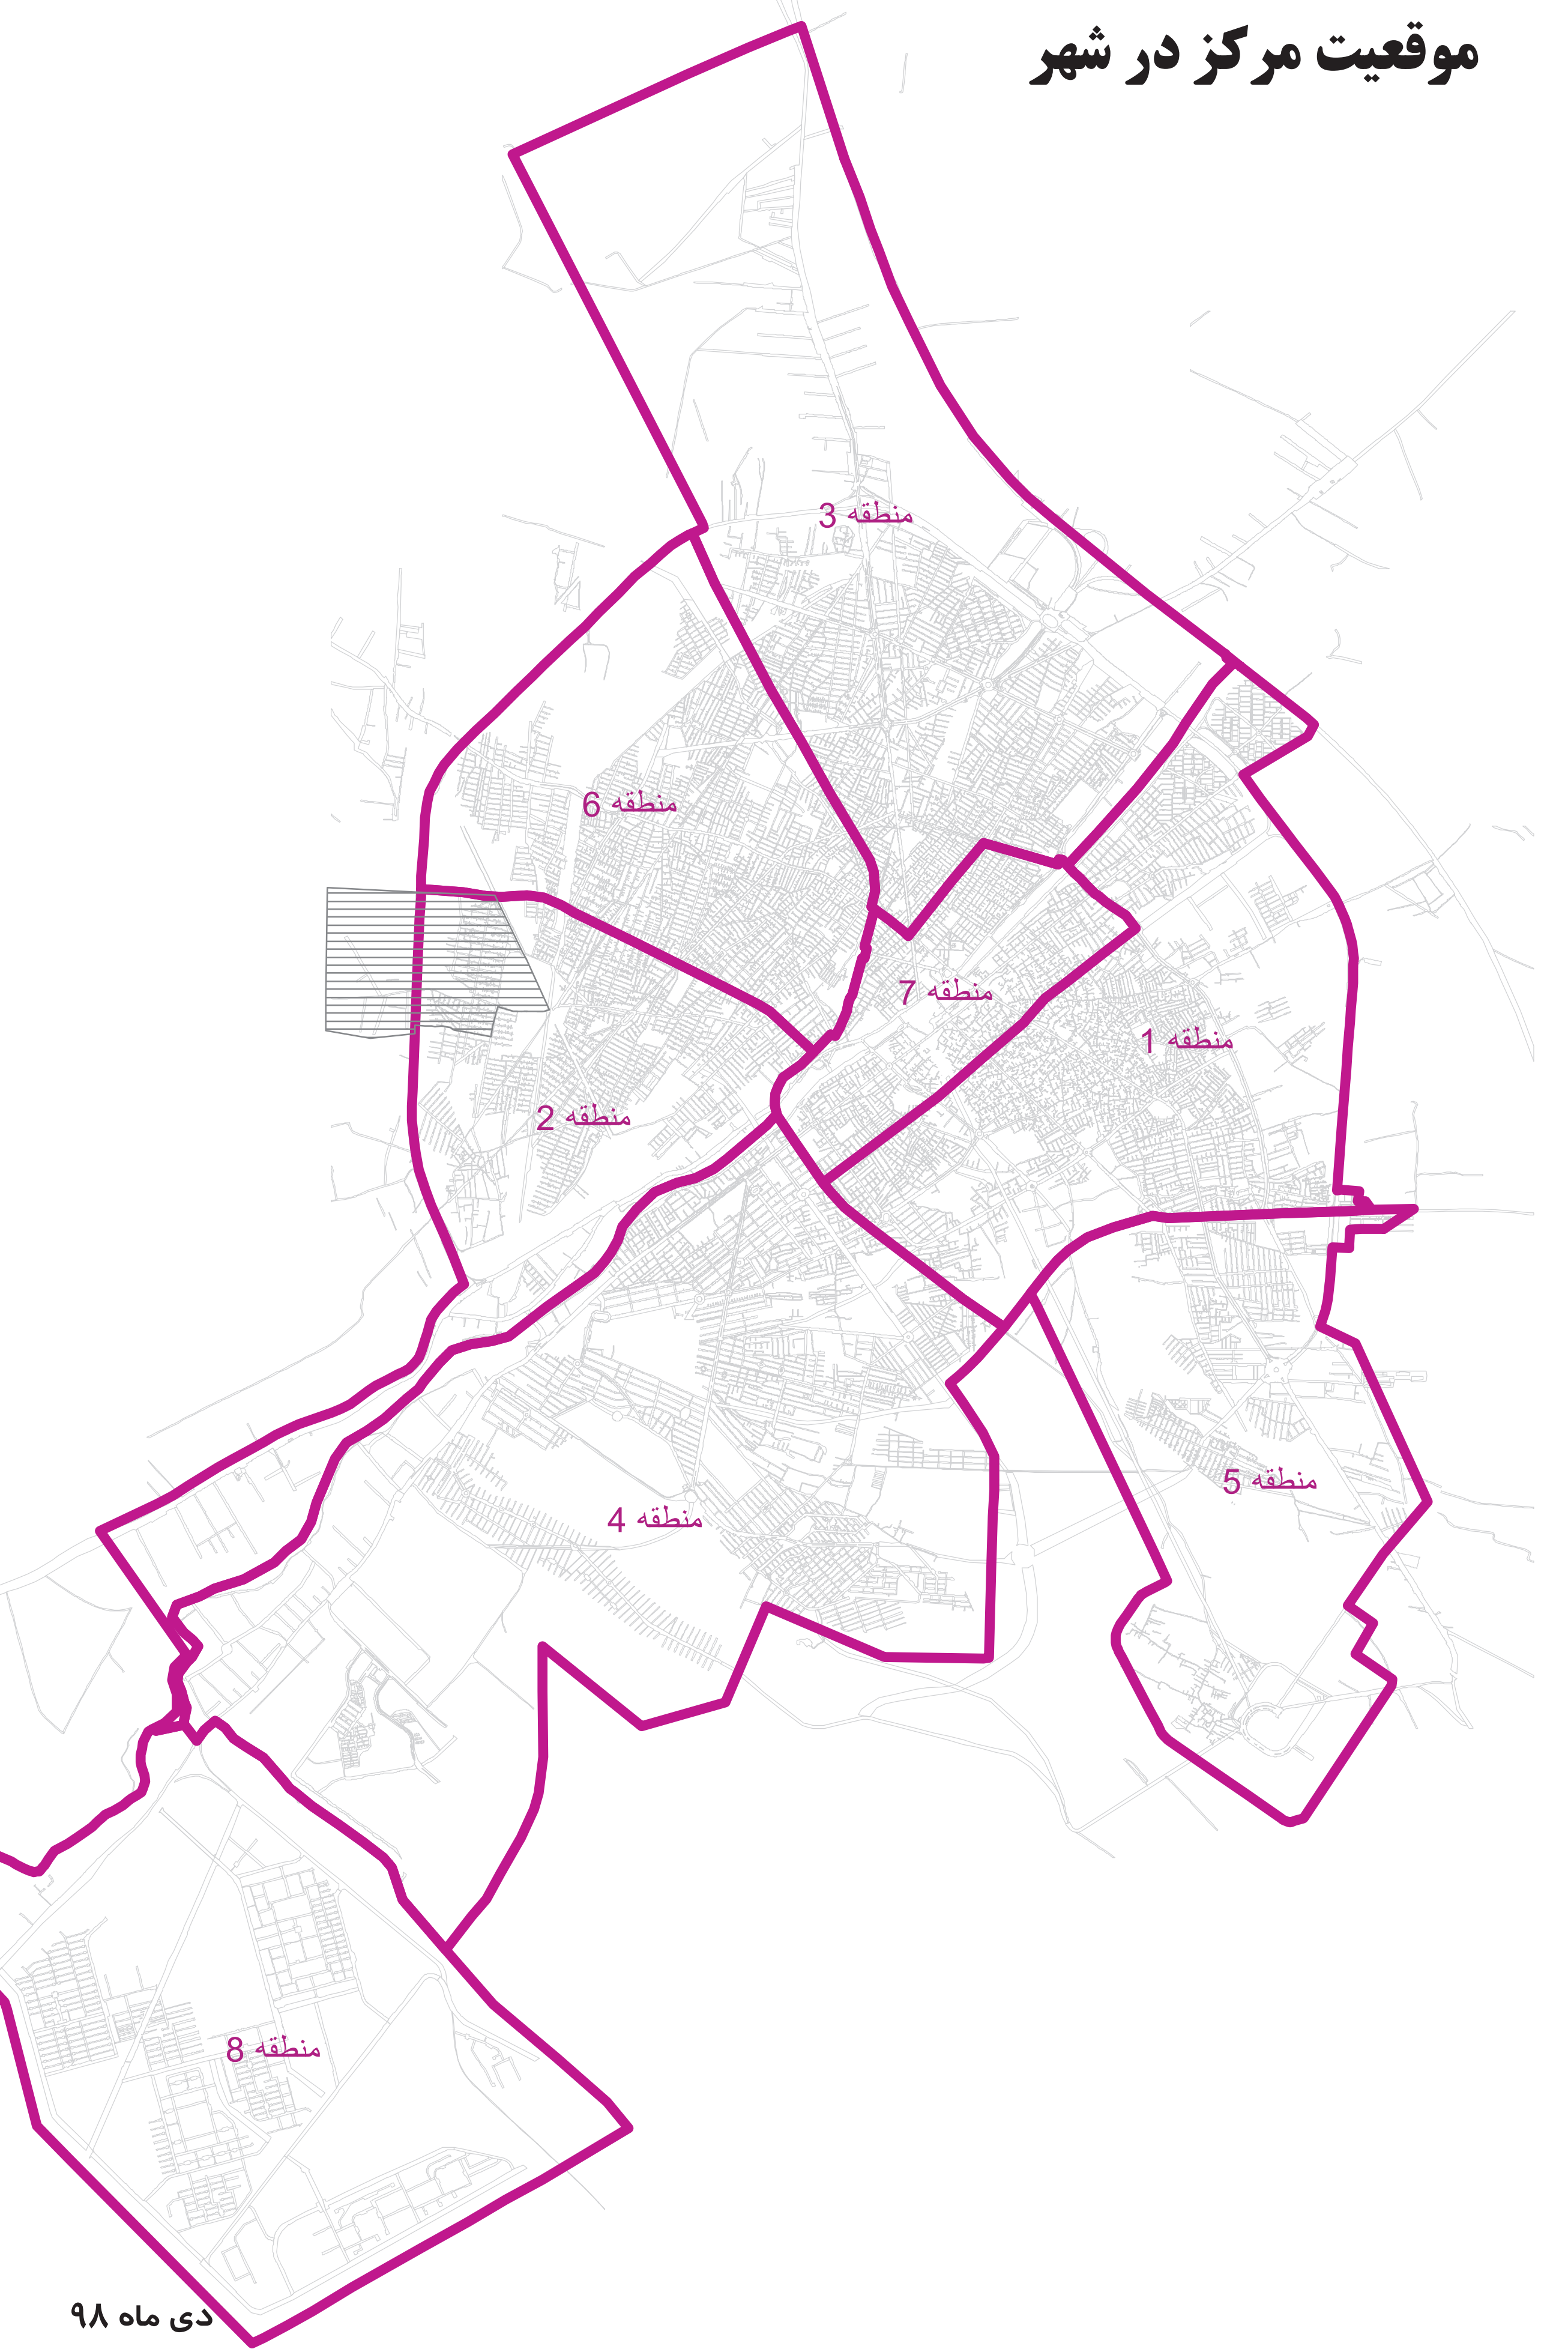 موقعیت مرکز در شهر
منطقه 3
منطقه 6
منطقه 7
منطقه 1
منطقه 2
منطقه 5
منطقه 4
منطقه 8
دی ماه ۹۸